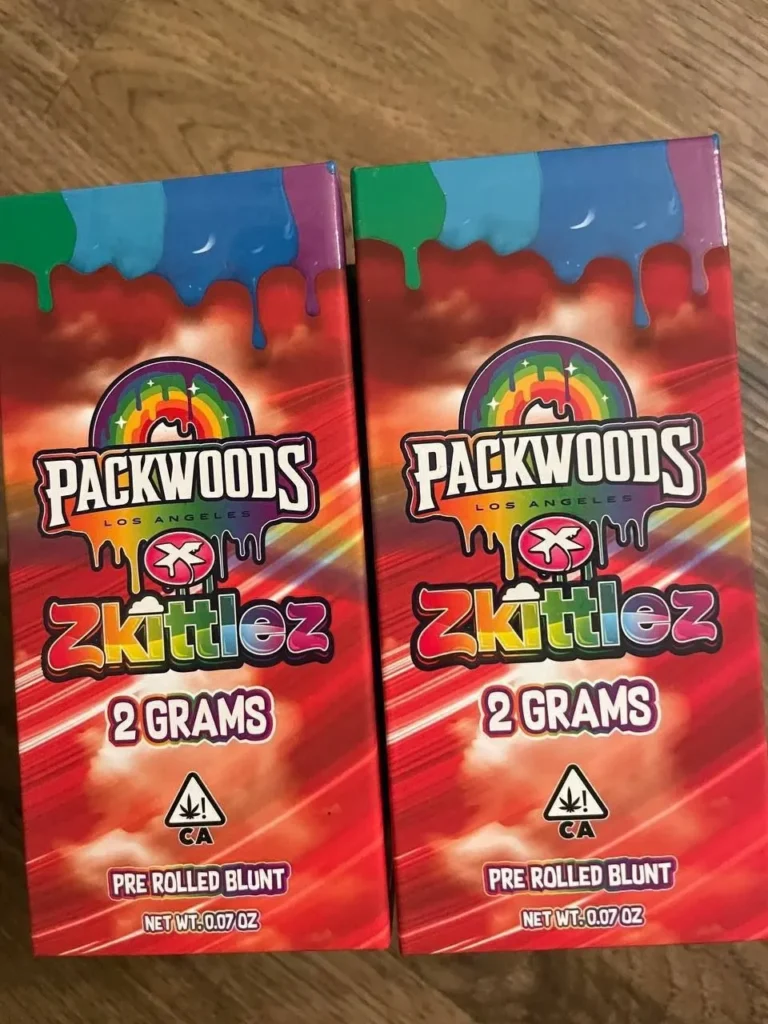 PACKWOODS
LOS ANGELES
X
Zkittlez
2 GRAMS
!
CA
PRE ROLLED BLUNT
NET WT. 0.07 OZ
PACKWOODS
LOS ANGELES
X
Zkittlez
2 GRAMS
!
CA
PRE ROLLED BLUNT
NET WT. 0.07 OZ